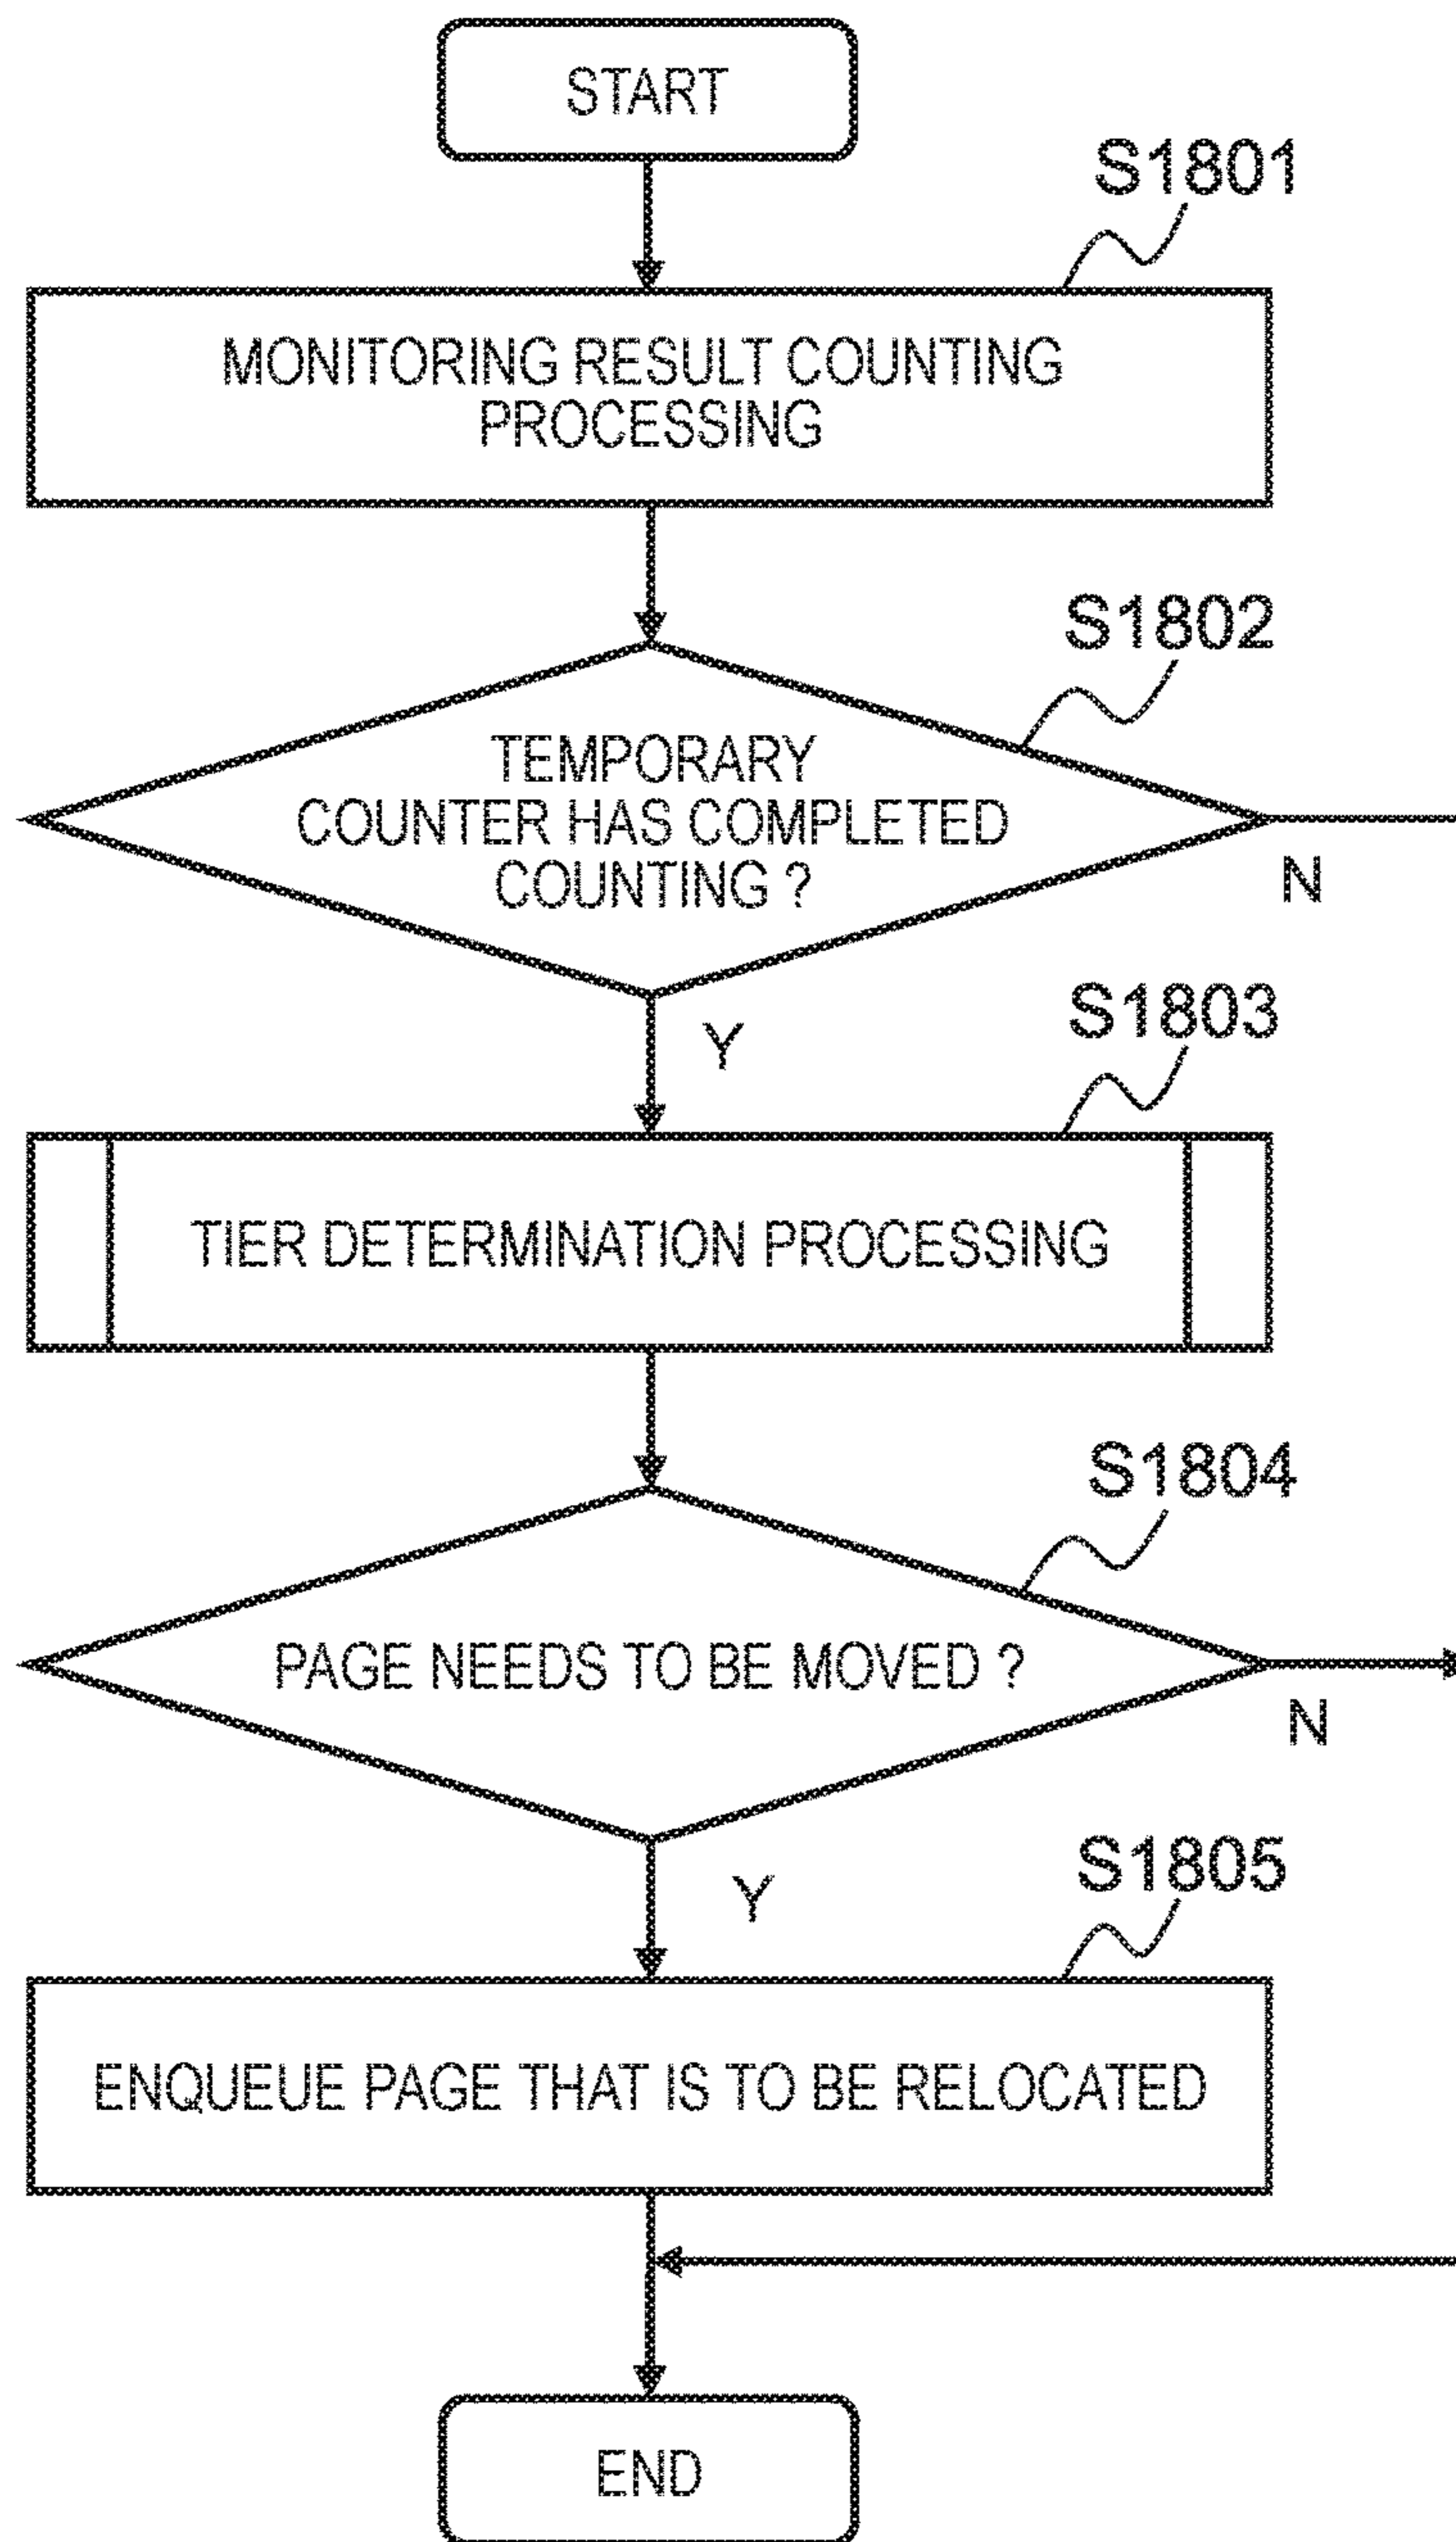 START
S1801
MONITORING RESULT COUNTING
PROCESSING
S1802
TEMPORARY
COUNTER HAS COMPLETED
COUNTING ?
N
Y
S1803
TIER DETERMINATION PROCESSING
S1804
PAGE NEEDS TO BE MOVED ?
N
Y
S1805
ENQUEUE PAGE THAT IS TO BE RELOCATED
END